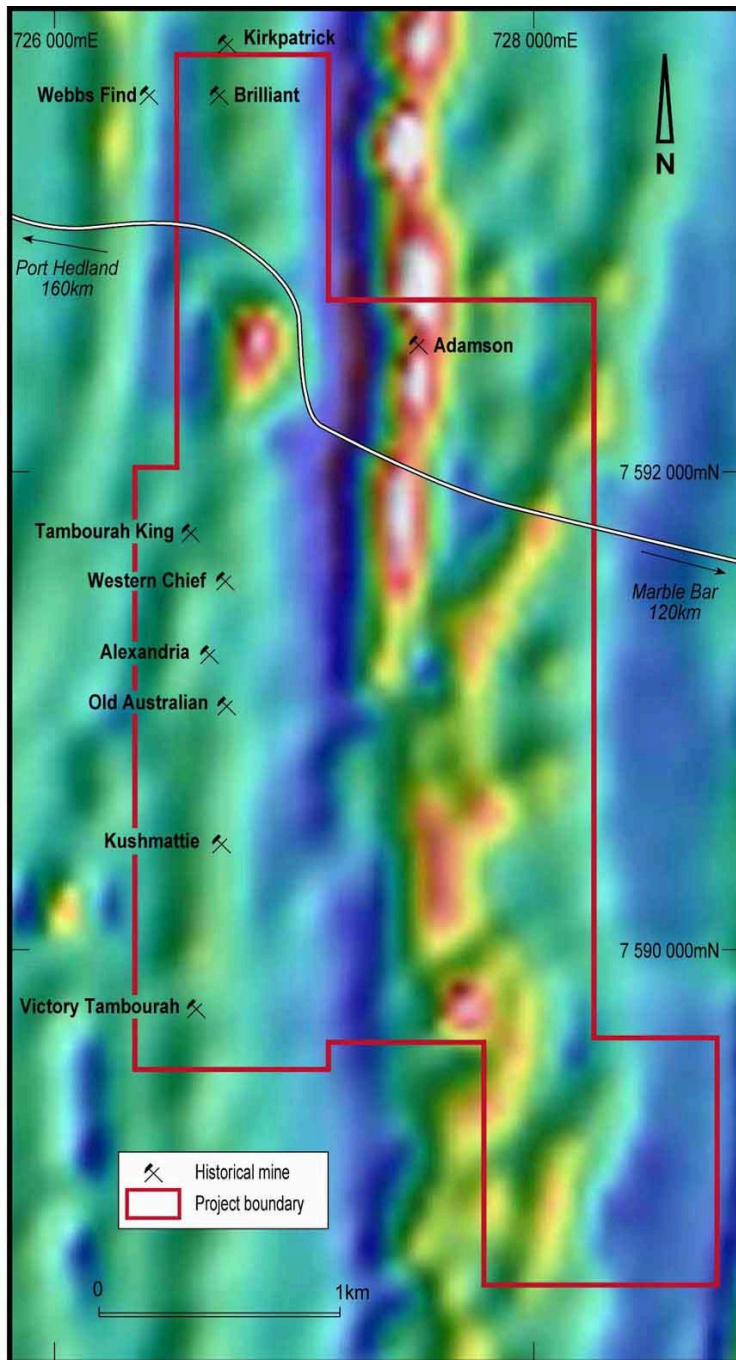 726 000mE
Kirkpatrick
728 000mE
Webbs Find
Brilliant
N
Port Hedland
160km
Adamson
7 592 000mN
Tambourah King
Western Chief
Marble Bar
120km
Alexandria
Old Australian
Kushmattie
7 590 000mN
Victory Tambourah
Historical mine
Project boundary
0
1km